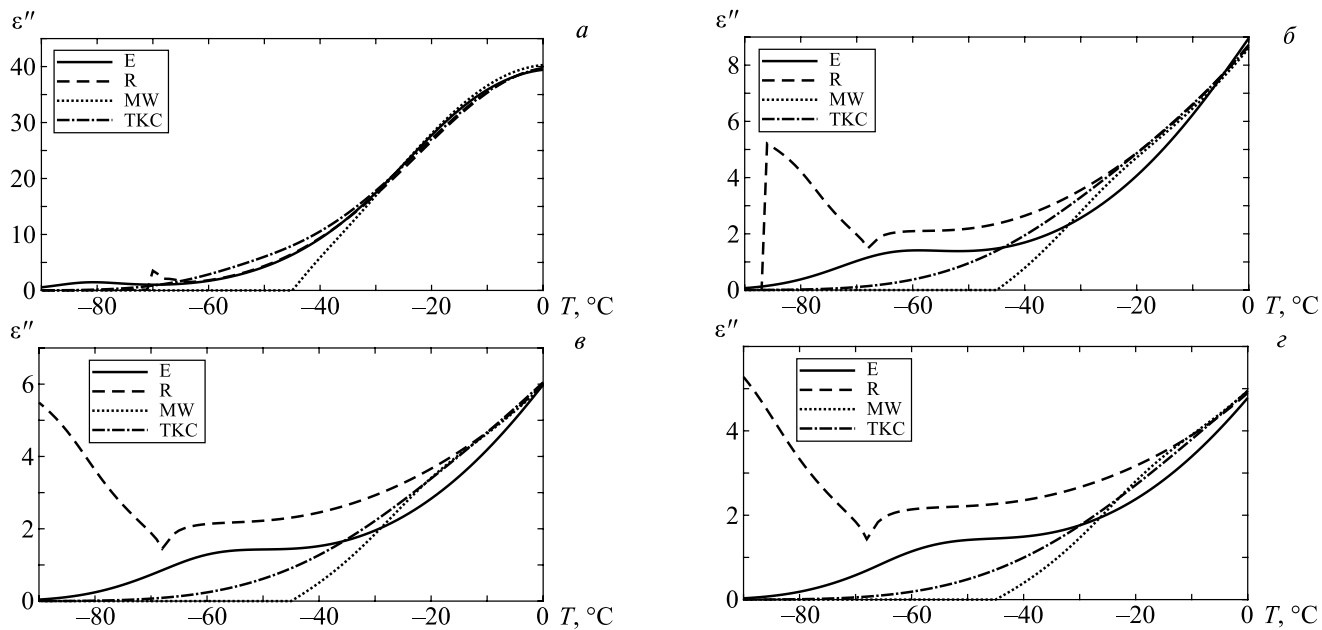 ε″
а
40
30
20
10
0
E
R
MW
TKC
–80
–60
–40
–20
0
T, °C
ε″
б
8
6
4
2
0
E
R
MW
TKC
–80
–60
–40
–20
0
T, °C
ε″
в
6
4
2
0
E
R
MW
TKC
–80
–60
–40
–20
0
T, °C
ε″
г
4
2
0
E
R
MW
TKC
–80
–60
–40
–20
0
T, °C